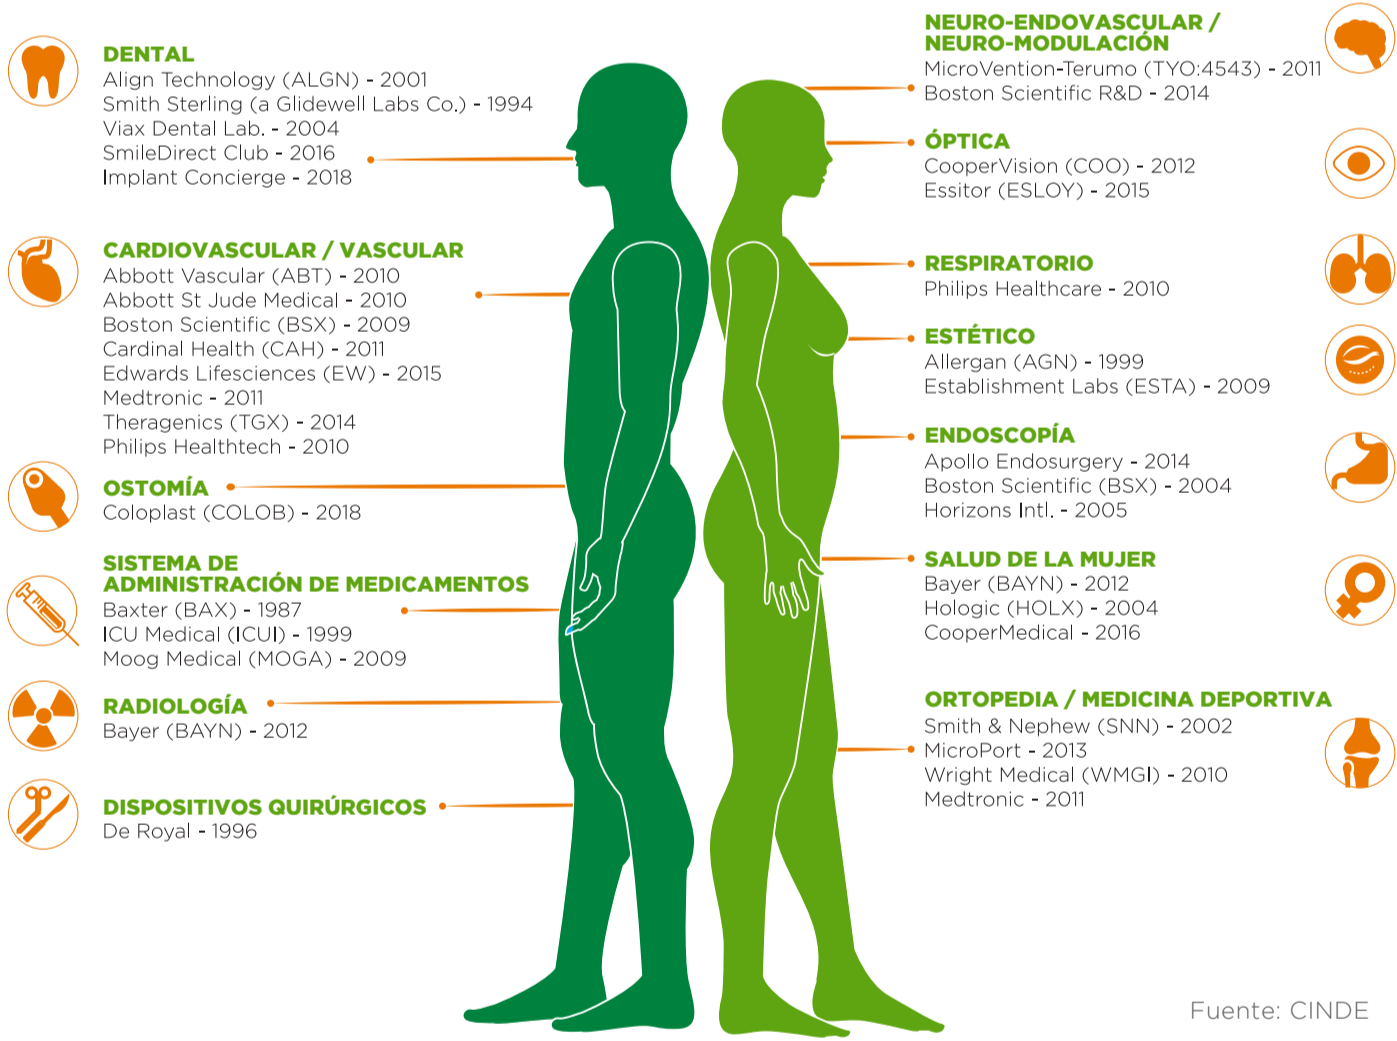 DENTAL
Align Technology (ALGN) - 2001
Smith Sterling (a Glidewell Labs Co.) - 1994
Viax Dental Lab. - 2004
SmileDirect Club - 2016
Implant Concierge - 2018
CARDIOVASCULAR / VASCULAR
Abbott Vascular (ABT) - 2010
Abbott St Jude Medical - 2010
Boston Scientific (BSX) - 2009
Cardinal Health (CAH) - 2011
Edwards Lifesciences (EW) - 2015
Medtronic - 2011
Theragenics (TGX) - 2014
Philips Healthtech - 2010
OSTOMÍA
Coloplast (COLOB) - 2018
SISTEMA DE
ADMINISTRACIÓN DE MEDICAMENTOS
Baxter (BAX) - 1987
ICU Medical (ICUI) - 1999
Moog Medical (MOGA) - 2009
RADIOLOGÍA
Bayer (BAYN) - 2012
DISPOSITIVOS QUIRÚRGICOS
De Royal - 1996
NEURO-ENDOVASCULAR /
NEURO-MODULACIÓN
MicroVention-Terumo (TYO:4543) - 2011
Boston Scientific R&D - 2014
ÓPTICA
CooperVision (COO) - 2012
Essitor (ESLOY) - 2015
RESPIRATORIO
Philips Healthcare - 2010
ESTÉTICO
Allergan (AGN) - 1999
Establishment Labs (ESTA) - 2009
ENDOSCOPÍA
Apollo Endosurgery - 2014
Boston Scientific (BSX) - 2004
Horizons Intl. - 2005
SALUD DE LA MUJER
Bayer (BAYN) - 2012
Hologic (HOLX) - 2004
CooperMedical - 2016
ORTOPEDIA / MEDICINA DEPORTIVA
Smith & Nephew (SNN) - 2002
MicroPort - 2013
Wright Medical (WMGI) - 2010
Medtronic - 2011
Fuente: CINDE